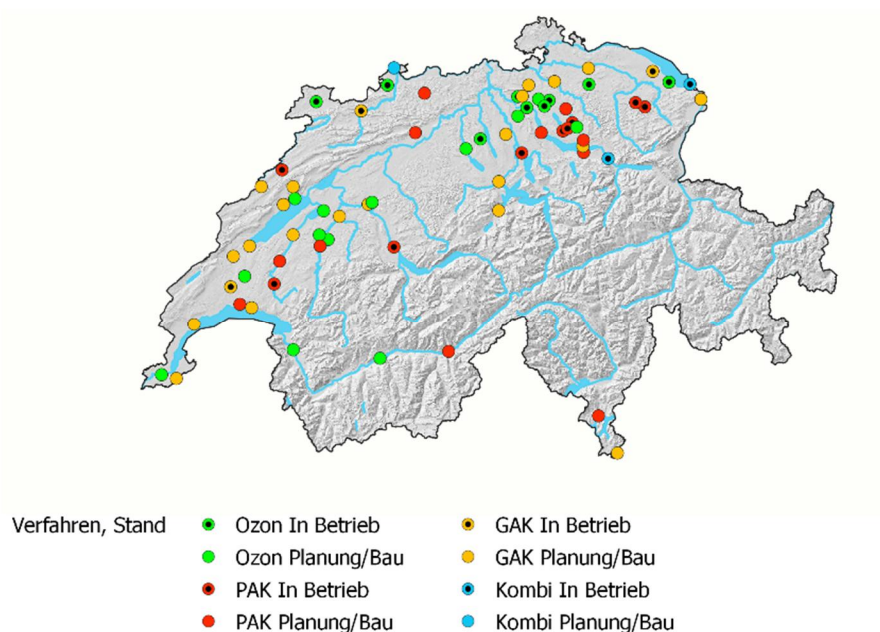 Verfahren, Stand
Ozon In Betrieb
Ozon Planung/Bau
PAK In Betrieb
PAK Planung/Bau
GAK In Betrieb
GAK Planung/Bau
Kombi In Betrieb
Kombi Planung/Bau